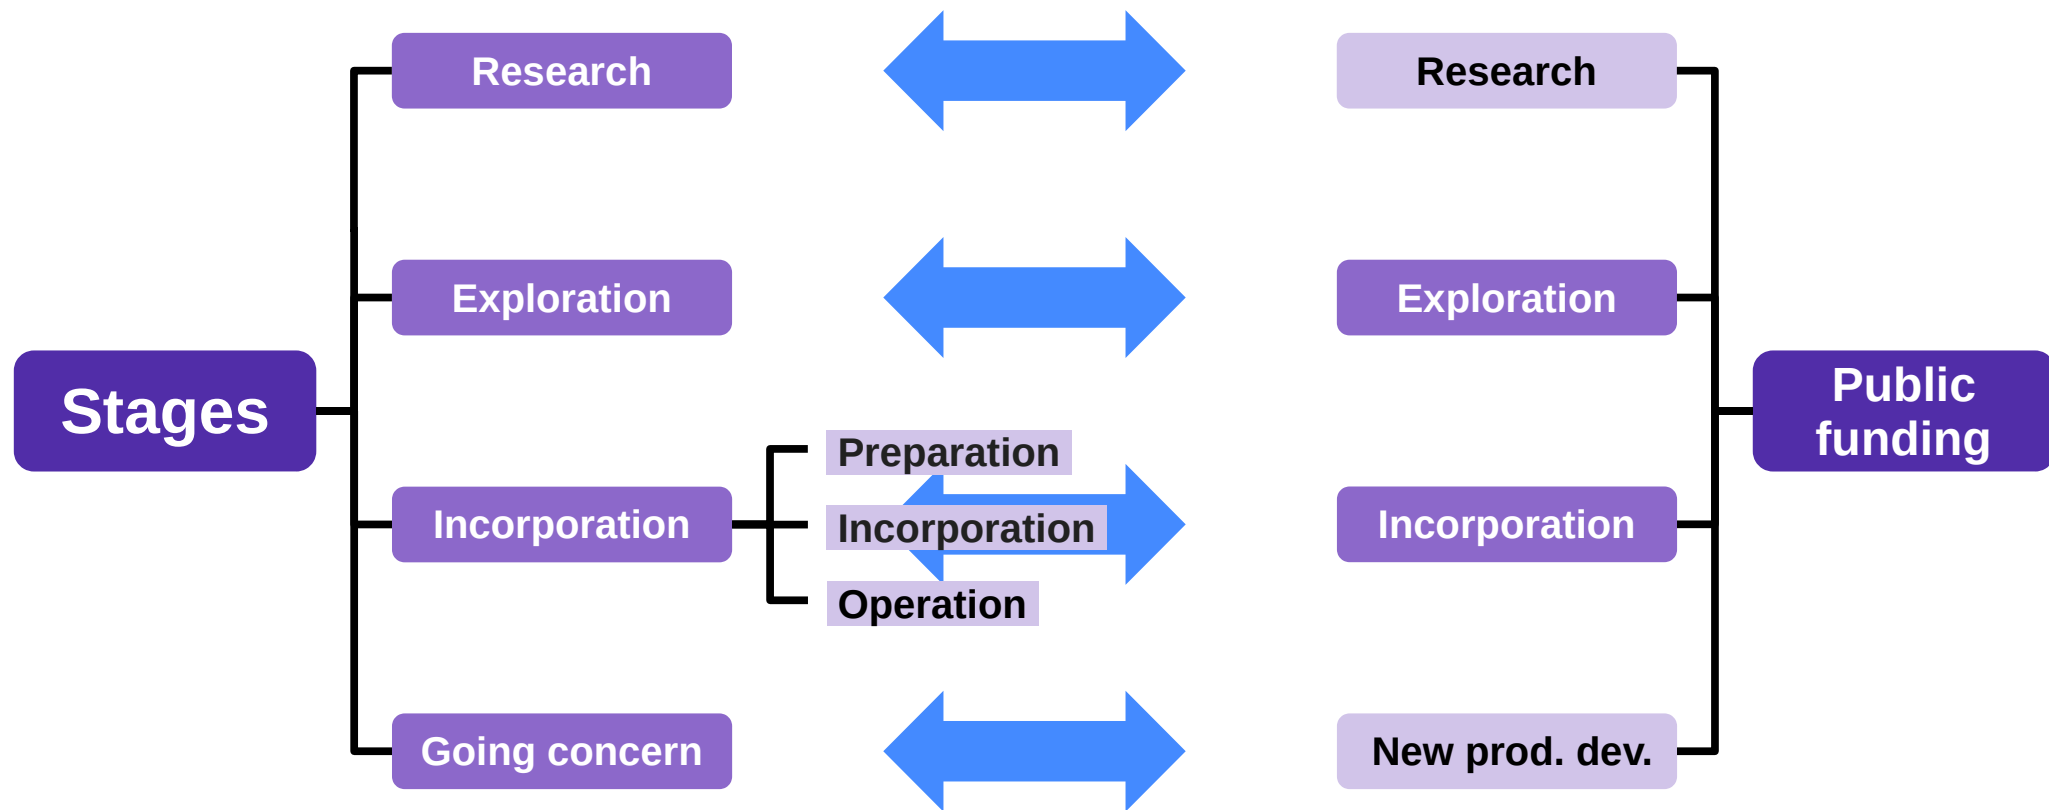 Research
Research
Exploration
Exploration
Stages
Public
funding
Preparation
Incorporation
Incorporation
Incorporation
Operation
Going concern
New prod. dev.